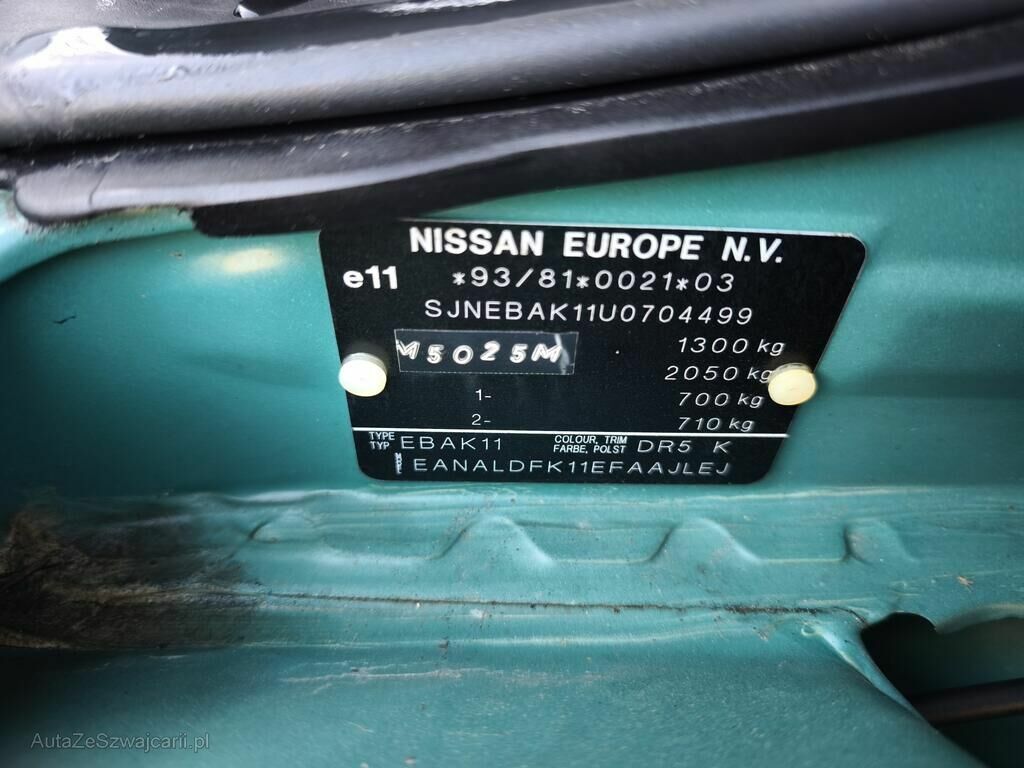 NISSAN EUROPE N.V.
e11 *93/81*0021*03
SJNEBAK11U0704499
M5025M 1300 kg
2050 kg
1- 700 kg
2- 710 kg
TYPE TYP EBAK11 COLOUR, TRIM FARBE, POLST DR5 K
EANALDFK11EFAAJLEJ
AutaZeSzwajcarii.pl